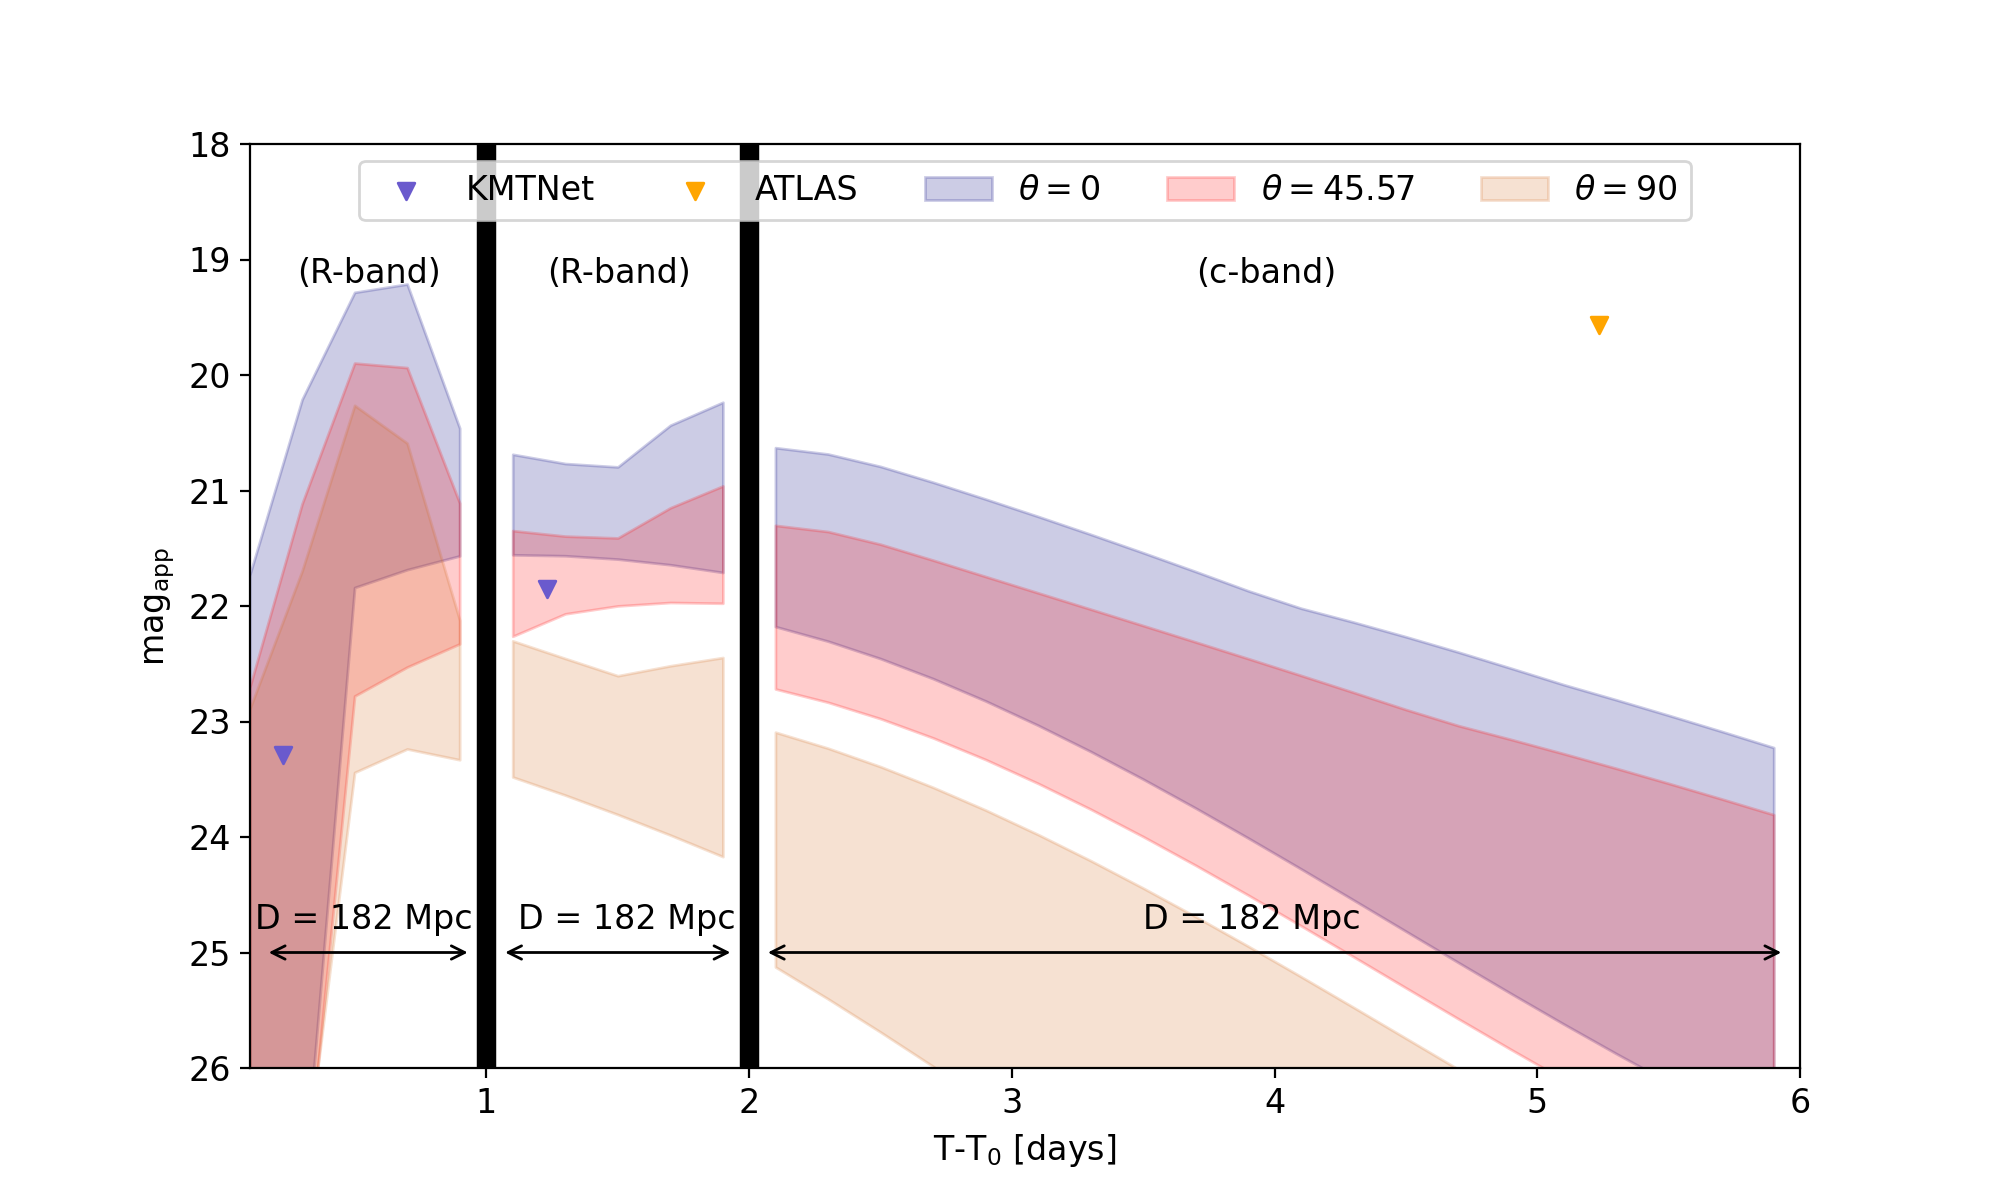 KMTNet ATLAS θ = 0 θ = 45.57 θ = 90
(R-band) (R-band) (c-band)
18
19
20
21
22
23
24
25
26
mag_app
D = 182 Mpc D = 182 Mpc D = 182 Mpc
1 2 3 4 5 6
T-T₀ [days]